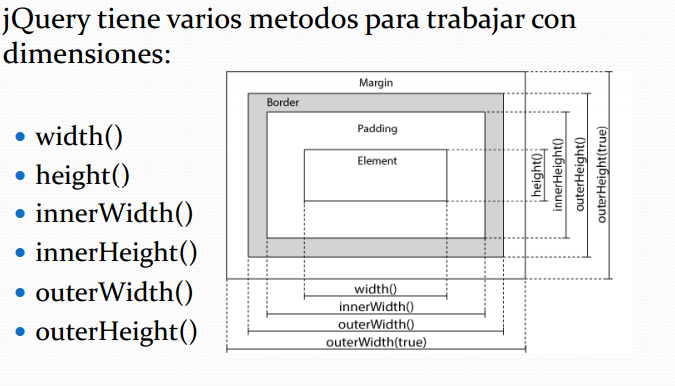 jQuery tiene varios metodos para trabajar con
dimensiones:
• width()
• height()
• innerWidth()
• innerHeight()
• outerWidth()
• outerHeight()
Margin
Border
Padding
Element
height()
innerHeight()
outerHeight()
outerHeight(true)
width()
innerWidth()
outerWidth()
outerWidth(true)